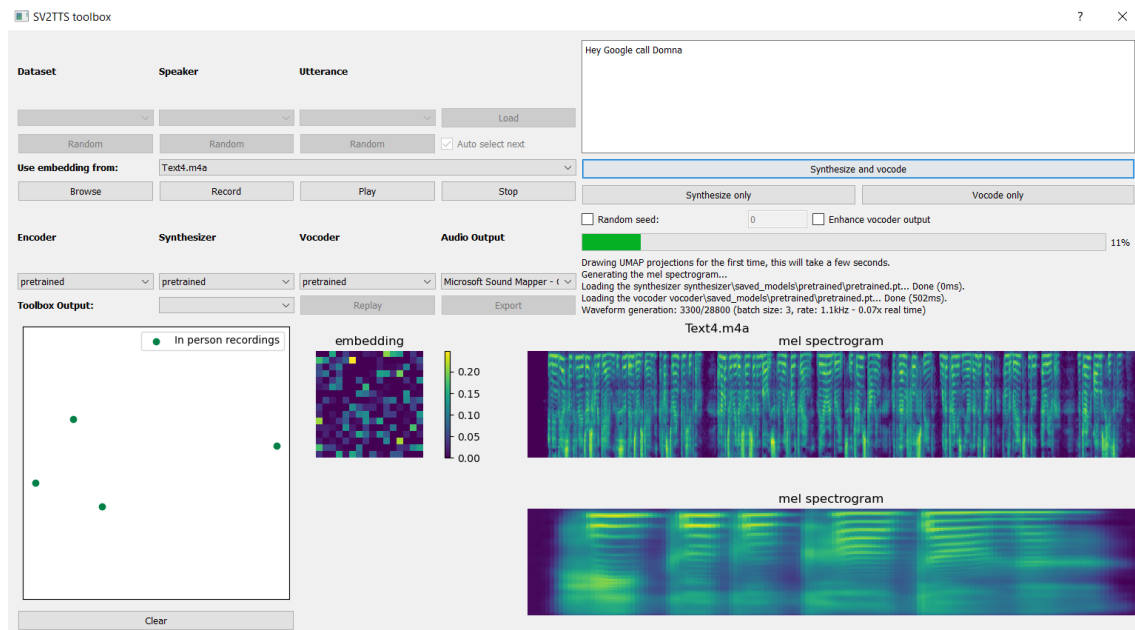 SV2TTS toolbox
?
Dataset
Speaker
Utterance
Load
Random
Random
Random
Auto select next
Use embedding from:
Text4.m4a
Browse
Record
Play
Stop
Encoder
Synthesizer
Vocoder
Audio Output
pretrained
pretrained
pretrained
Microsoft Sound Mapper - (
Toolbox Output:
Replay
Export
Hey Google call Domna
Synthesize and vocode
Synthesize only
Vocode only
Random seed:
0
Enhance vocoder output
11%
Drawing UMAP projections for the first time, this will take a few seconds.
Generating the mel spectrogram...
Loading the synthesizer synthesizer\saved_models\pretrained\pretrained.pt... Done (0ms).
Loading the vocoder vocoder\saved_models\pretrained\pretrained.pt... Done (502ms).
Waveform generation: 3300/28800 (batch size: 3, rate: 1.1kHz - 0.07x real time)
In person recordings
embedding
0.20
0.15
0.10
0.05
0.00
Text4.m4a
mel spectrogram
mel spectrogram
Clear